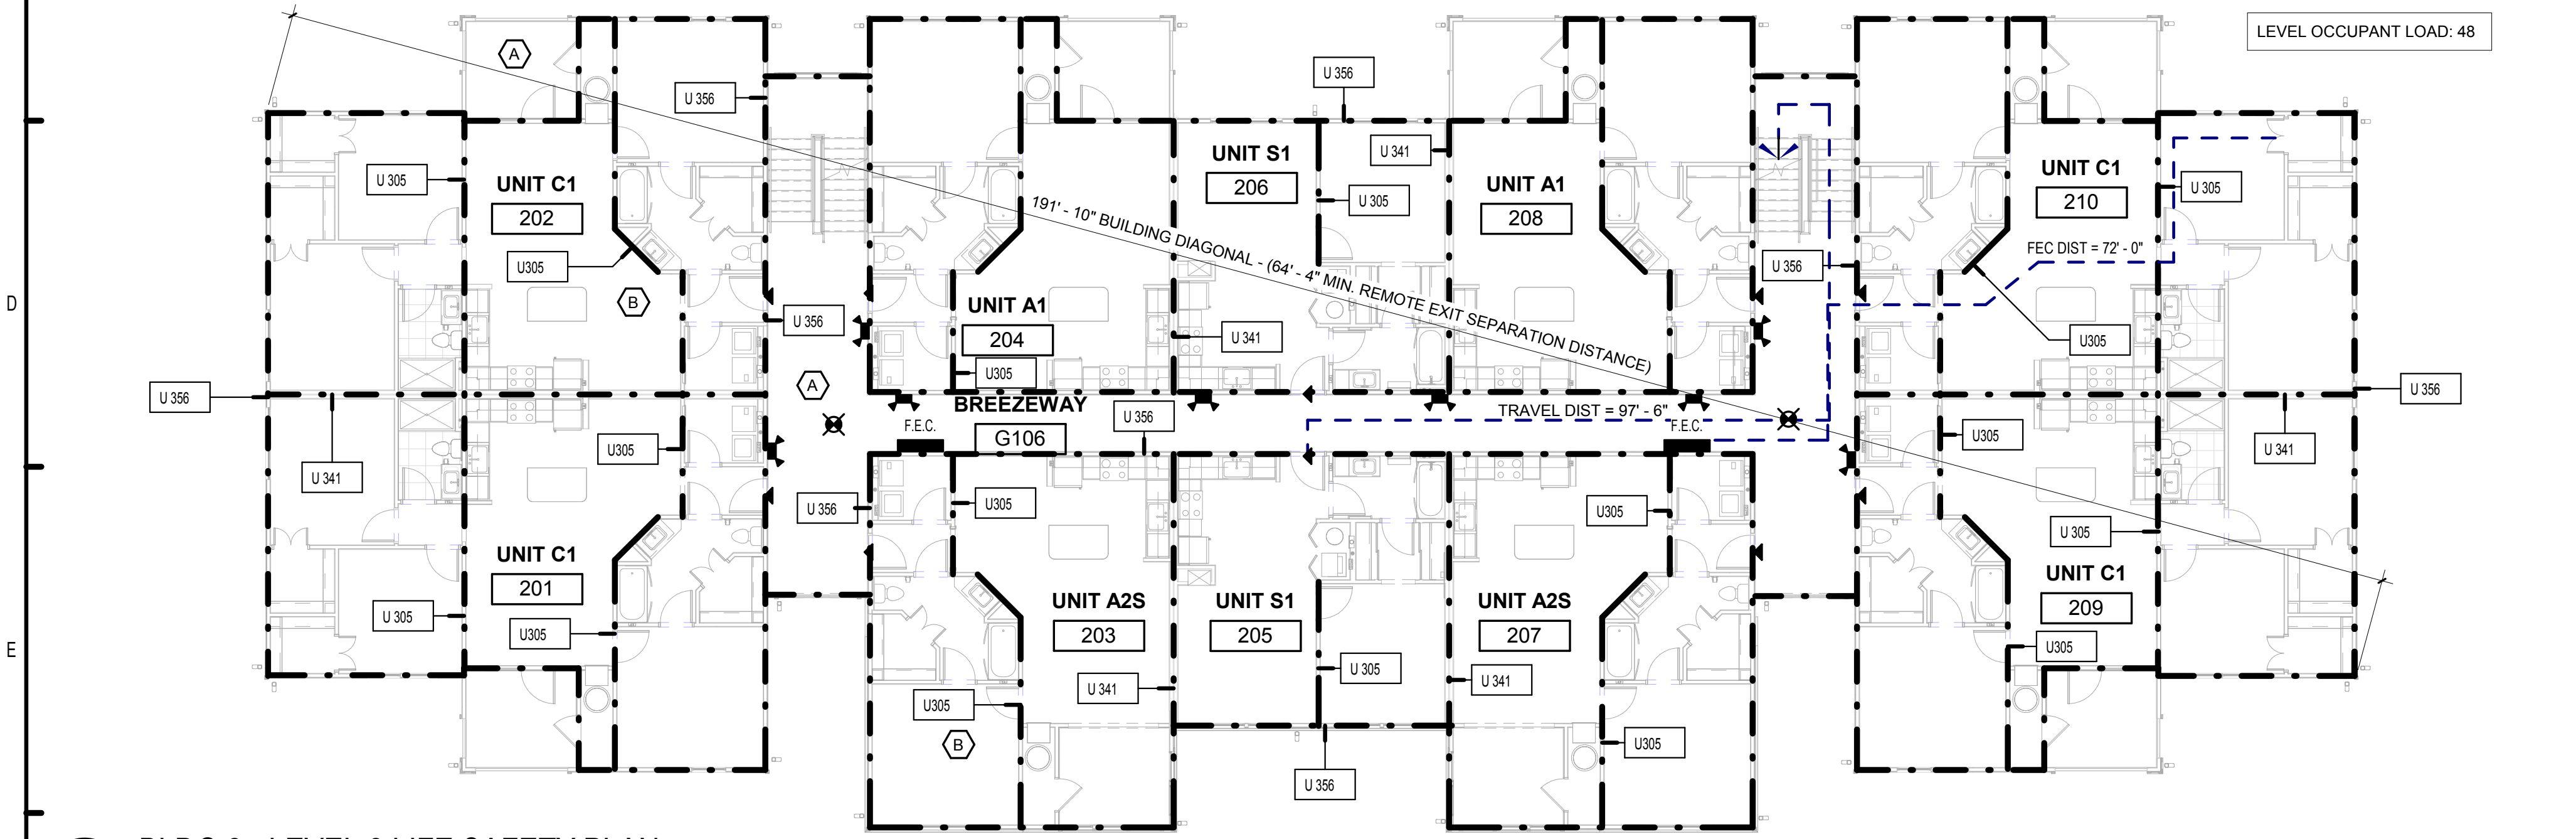 LEVEL OCCUPANT LOAD: 48
A
U 356
U 356
U 341
UNIT S1
206
UNIT A1
208
UNIT C1
210
U 305
U 305
UNIT C1
202
U 305
191' - 10" BUILDING DIAGONAL - (64' - 4" MIN. REMOTE EXIT SEPARATION DISTANCE)
FEC DIST = 72' - 0"
U305
U 356
D
B
UNIT A1
204
U 356
U 341
U305
U305
A
U 356
BREEZEWAY
G106
U 356
TRAVEL DIST = 97' - 6"
U 356
F.E.C.
F.E.C.
U305
U305
U 341
U 341
U 356
U305
U305
U 305
UNIT C1
201
UNIT C1
209
UNIT A2S
203
UNIT S1
205
UNIT A2S
207
U 305
U305
E
U305
U 305
U 341
U 341
U305
B
U305
U 356